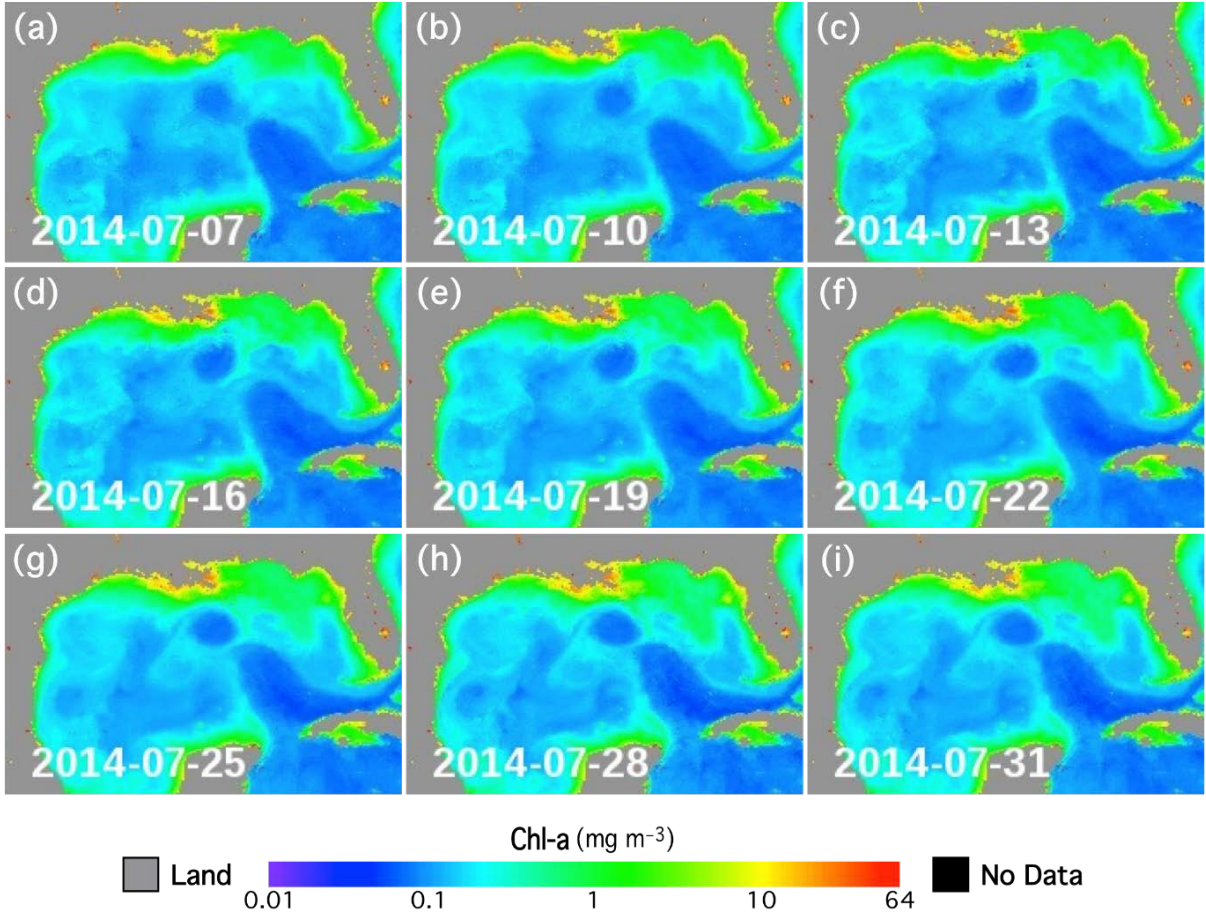 (a) (b) (c)
2014-07-07 2014-07-10 2014-07-13
(d) (e) (f)
2014-07-16 2014-07-19 2014-07-22
(g) (h) (i)
2014-07-25 2014-07-28 2014-07-31
Chl-a (mg m⁻³)
Land No Data
0.01 0.1 1 10 64